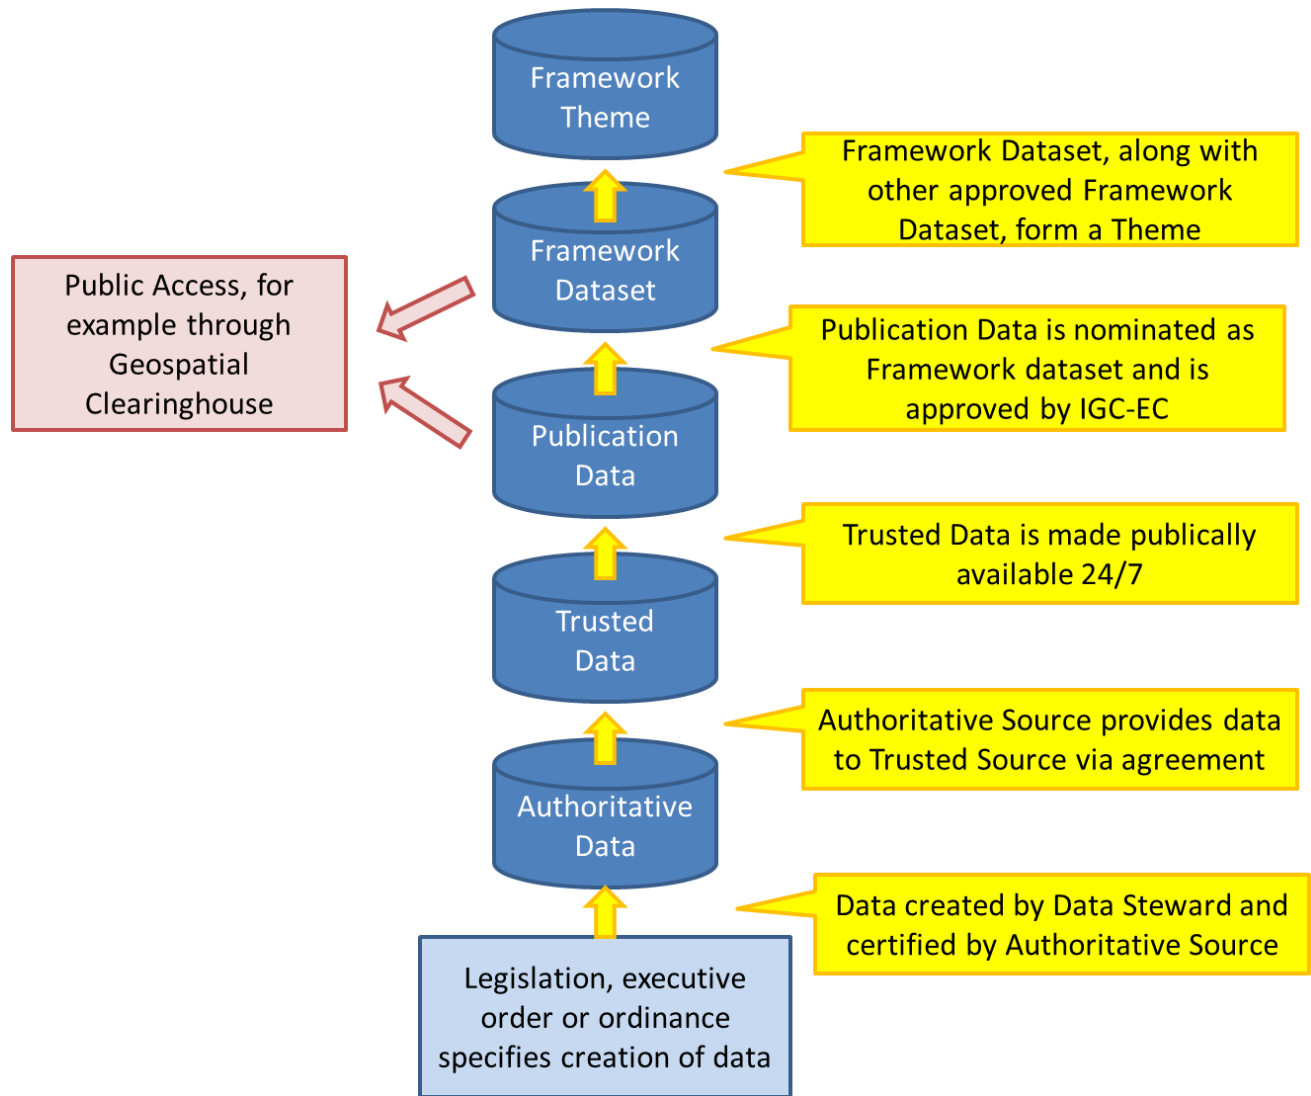 Framework
Theme
Framework Dataset, along with
other approved Framework
Dataset, form a Theme
Framework
Dataset
Public Access, for
example through
Geospatial
Clearinghouse
Publication Data is nominated as
Framework dataset and is
approved by IGC-EC
Publication
Data
Trusted Data is made publically
available 24/7
Trusted
Data
Authoritative Source provides data
to Trusted Source via agreement
Authoritative
Data
Data created by Data Steward and
certified by Authoritative Source
Legislation, executive
order or ordinance
specifies creation of data